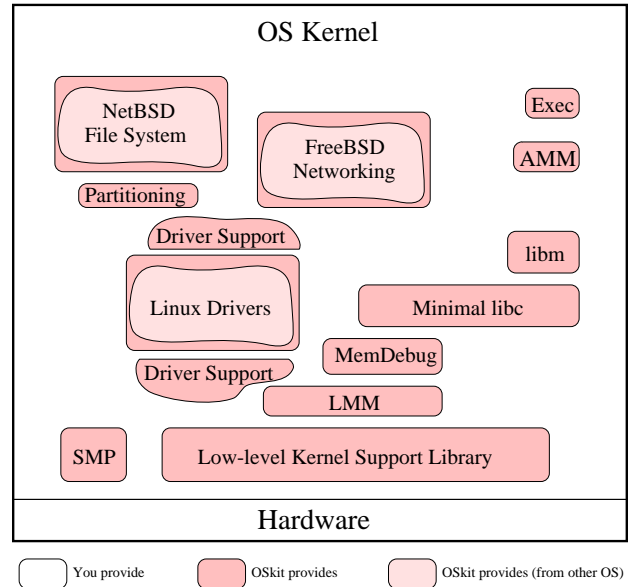 OS Kernel
NetBSD
File System
Exec
FreeBSD
Networking
AMM
Partitioning
Driver Support
libm
Linux Drivers
Minimal libc
MemDebug
Driver Support
LMM
SMP
Low-level Kernel Support Library
Hardware
You provide
OSkit provides
OSkit provides (from other OS)